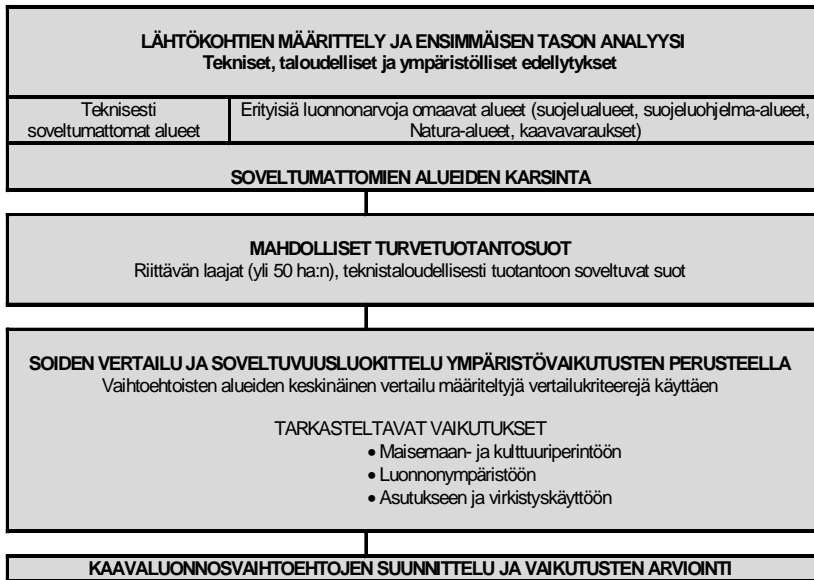 LÄHTÖKOHTIEN MÄÄRITTELY JA ENSIMMÄISEN TASON ANALYYSI
Tekniset, taloudelliset ja ympäristölliset edellytykset
Teknisesti
soveltumattomat alueet
Erityisiä luonnonarvoja omaavat alueet (suojelualueet, suojeluohjelma-alueet,
Natura-alueet, kaavavaraukset)
SOVELTUMATTOMIEN ALUEIDEN KARSINTA
MAHDOLLISET TURVETUOTANTOSUOT
Riittävän laajat (yli 50 ha:n), teknistaloudellisesti tuotantoon soveltuvat suot
SOIDEN VERTAILU JA SOVELTUVUUSLUOKITTELU YMPÄRISTÖVAIKUTUSTEN PERUSTEELLA
Vaihtoehtoisten alueiden keskinäinen vertailu määriteltyjä vertailukriteerejä käyttäen
TARKASTELTAVAT VAIKUTUKSET
• Maisemaan- ja kulttuuriperintöön
• Luonnonympäristöön
• Asutukseen ja virkistyskäyttöön
KAAVALUONNOSVAIHTOEHTOJEN SUUNNITTELU JA VAIKUTUSTEN ARVIOINTI